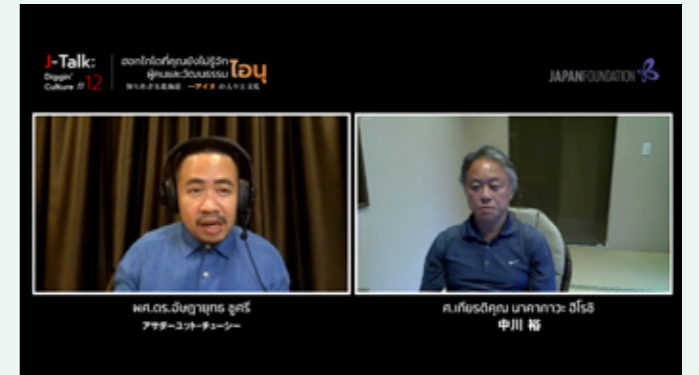 J-Talk:
Diggin'
Culture #12
ฮอกไกโดที่คุณยังไม่รู้จัก
ผู้คนและวัฒนธรรม ไอนุ
知られざる北海道 ーアイヌ の人々と文化
JAPANFOUNDATION
ผศ.ดร.อัษฎายุทธ ชูศรี
アサダーユット・チューシー
ศ.เกียรติคุณ นาคากาวะ ฮิโรชิ
中川 裕